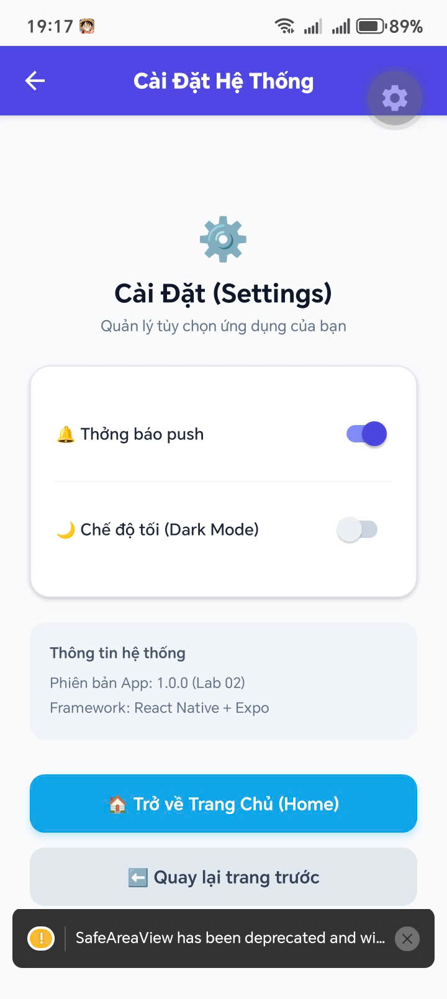 19:17 89%
Cài Đặt Hệ Thống
Cài Đặt (Settings)
Quản lý tùy chọn ứng dụng của bạn
Thởng báo push
Chế độ tối (Dark Mode)
Thông tin hệ thống
Phiên bản App: 1.0.0 (Lab 02)
Framework: React Native + Expo
Trở về Trang Chủ (Home)
Quay lại trang trước
SafeAreaView has been deprecated and wi...